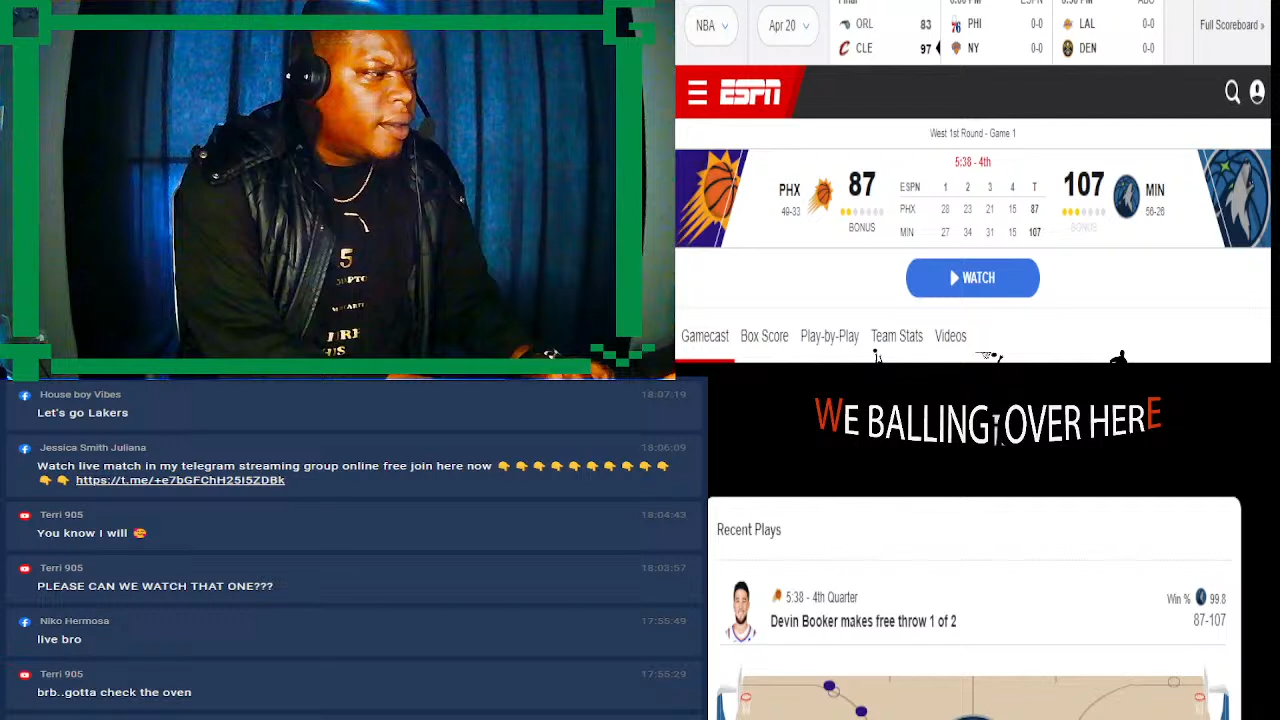 NBA
Apr 20
ORL 83
CLE 97
PHI 0-0
NY 0-0
LAL 0-0
DEN 0-0
Full Scoreboard »
ESPN
West 1st Round - Game 1
5:38 - 4th
PHX
49-33
87
BONUS
ESPN 1 2 3 4 T
PHX 28 23 21 15 87
MIN 27 34 31 15 107
107
BONUS
MIN
56-26
WATCH
Gamecast Box Score Play-by-Play Team Stats Videos
WE BALLING OVER HERE
Recent Plays
5:38 - 4th Quarter
Devin Booker makes free throw 1 of 2
Win % 99.8
87-107
House boy Vibes 18:07:19
Let's go Lakers
Jessica Smith Juliana 18:06:09
Watch live match in my telegram streaming group online free join here now 👇 👇 👇 👇 👇 👇 👇 👇 👇 👇
👇 👇 https://t.me/+e7bGFChH25I5ZDBk
Terri 905 18:04:43
You know I will 🥰
Terri 905 18:03:57
PLEASE CAN WE WATCH THAT ONE???
Niko Hermosa 17:55:49
live bro
Terri 905 17:55:29
brb..gotta check the oven